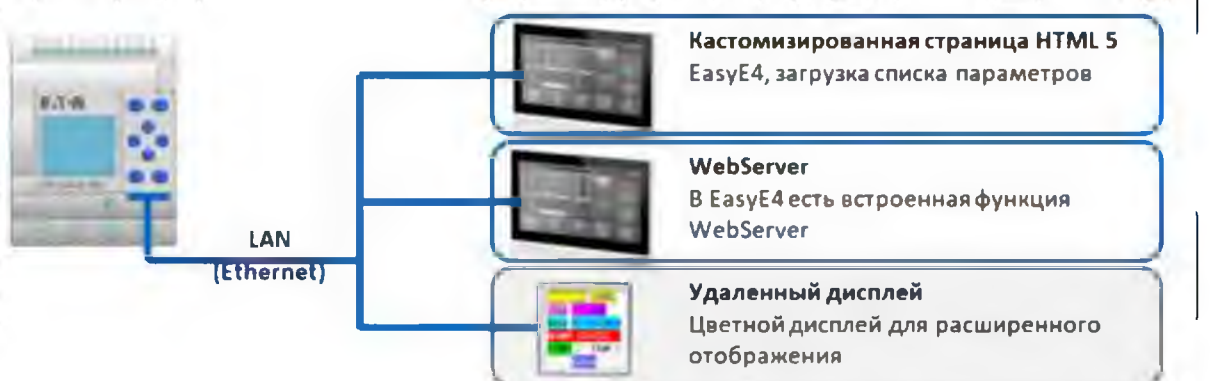 E·T·N
LAN
(Ethernet)
Кастомизированная страница HTML 5
EasyE4, загрузка списка параметров
WebServer
В EasyE4 есть встроенная функция
WebServer
Удаленный дисплей
Цветной дисплей для расширенного
отображения